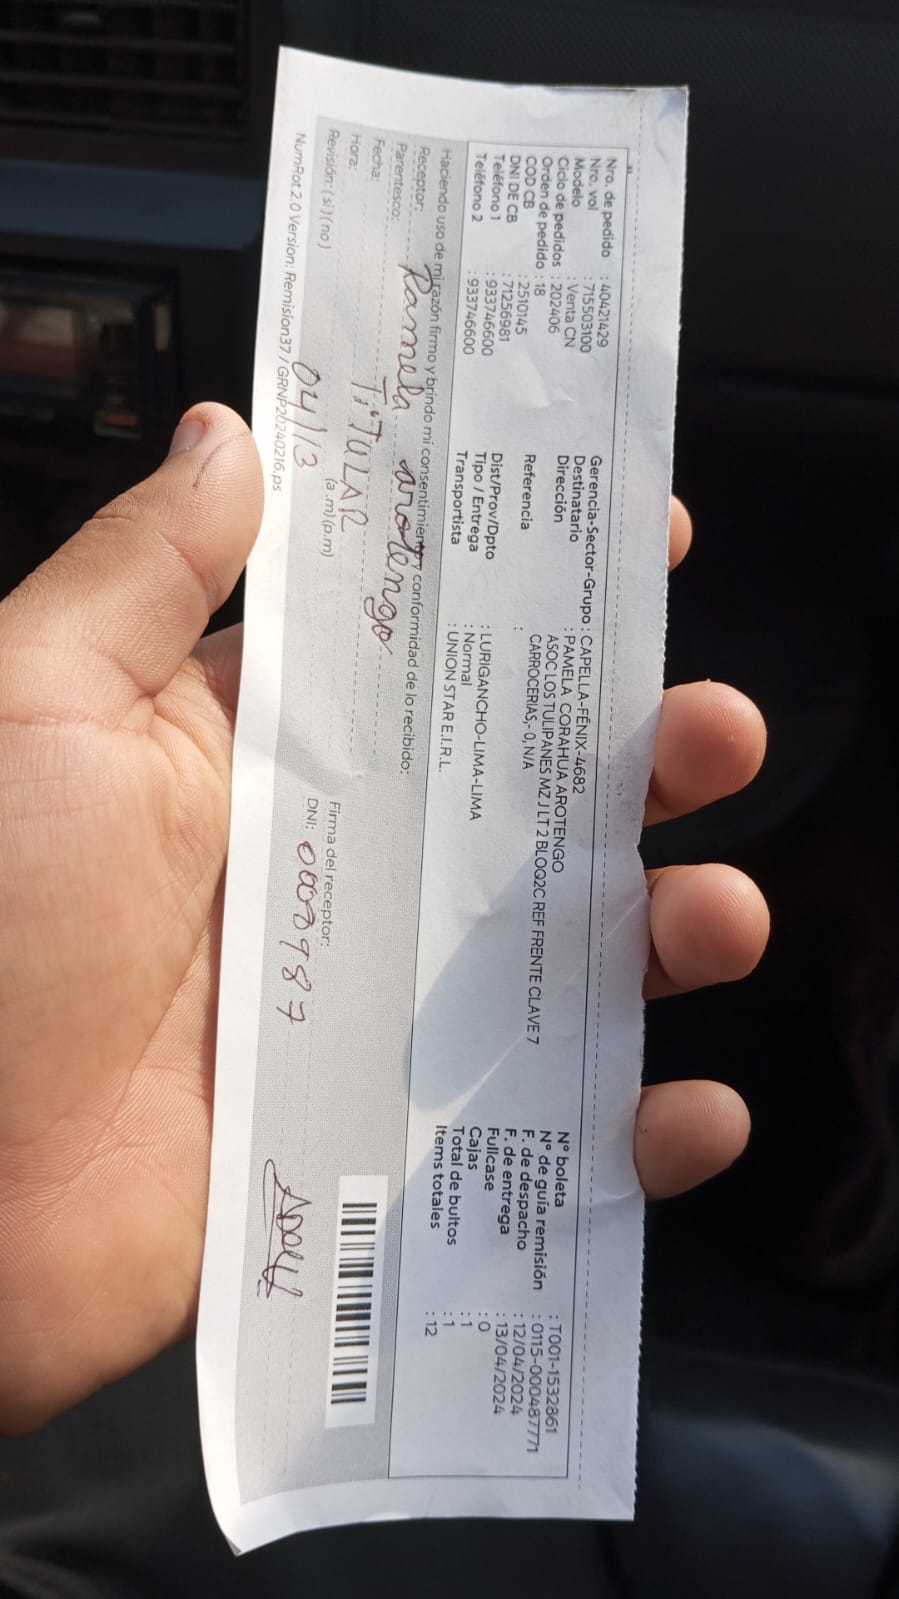 Nro. de pedido : 40421429
Nro. vol : 715503100
Modelo : Venta CN
Ciclo de pedidos : 202406
Orden de pedido : 18
COD CB : 2510145
DNI DE CB : 71256981
Teléfono 1 : 933746600
Teléfono 2 : 933746600
Gerencia-Sector-Grupo : CAPELLA-FÉNIX-4682
Destinatario : PAMELA CORAHUA AROTENGO
Dirección ASOC LOS TULIPANES MZ J LT 2 BLOQ2C REF FRENTE CLAVE 7
CARROCERIAS,- 0, N/A
Referencia :
Dist/Prov/Dpto : LURIGANCHO-LIMA-LIMA
Tipo / Entrega : Normal
Transportista : UNION STAR E.I.R.L.
N° boleta : T001-1532861
N° de guía remisión : 0115-000487771
F. de despacho : 12/04/2024
F. de entrega : 13/04/2024
Fullcase : 0
Cajas : 1
Total de bultos : 1
Items totales : 12
Haciendo uso de mi razón firmo y brindo mi consentimiento y conformidad de lo recibido:
Receptor: Pamela arotengo
Parentesco: TiTULAR
Fecha: 04/13
Hora: (a.m)(p.m)
Revisión: ( si ) ( no )
Firma del receptor:
DNI:
NumRot 2.0 Version: Remision37 / GRNP20240216.ps